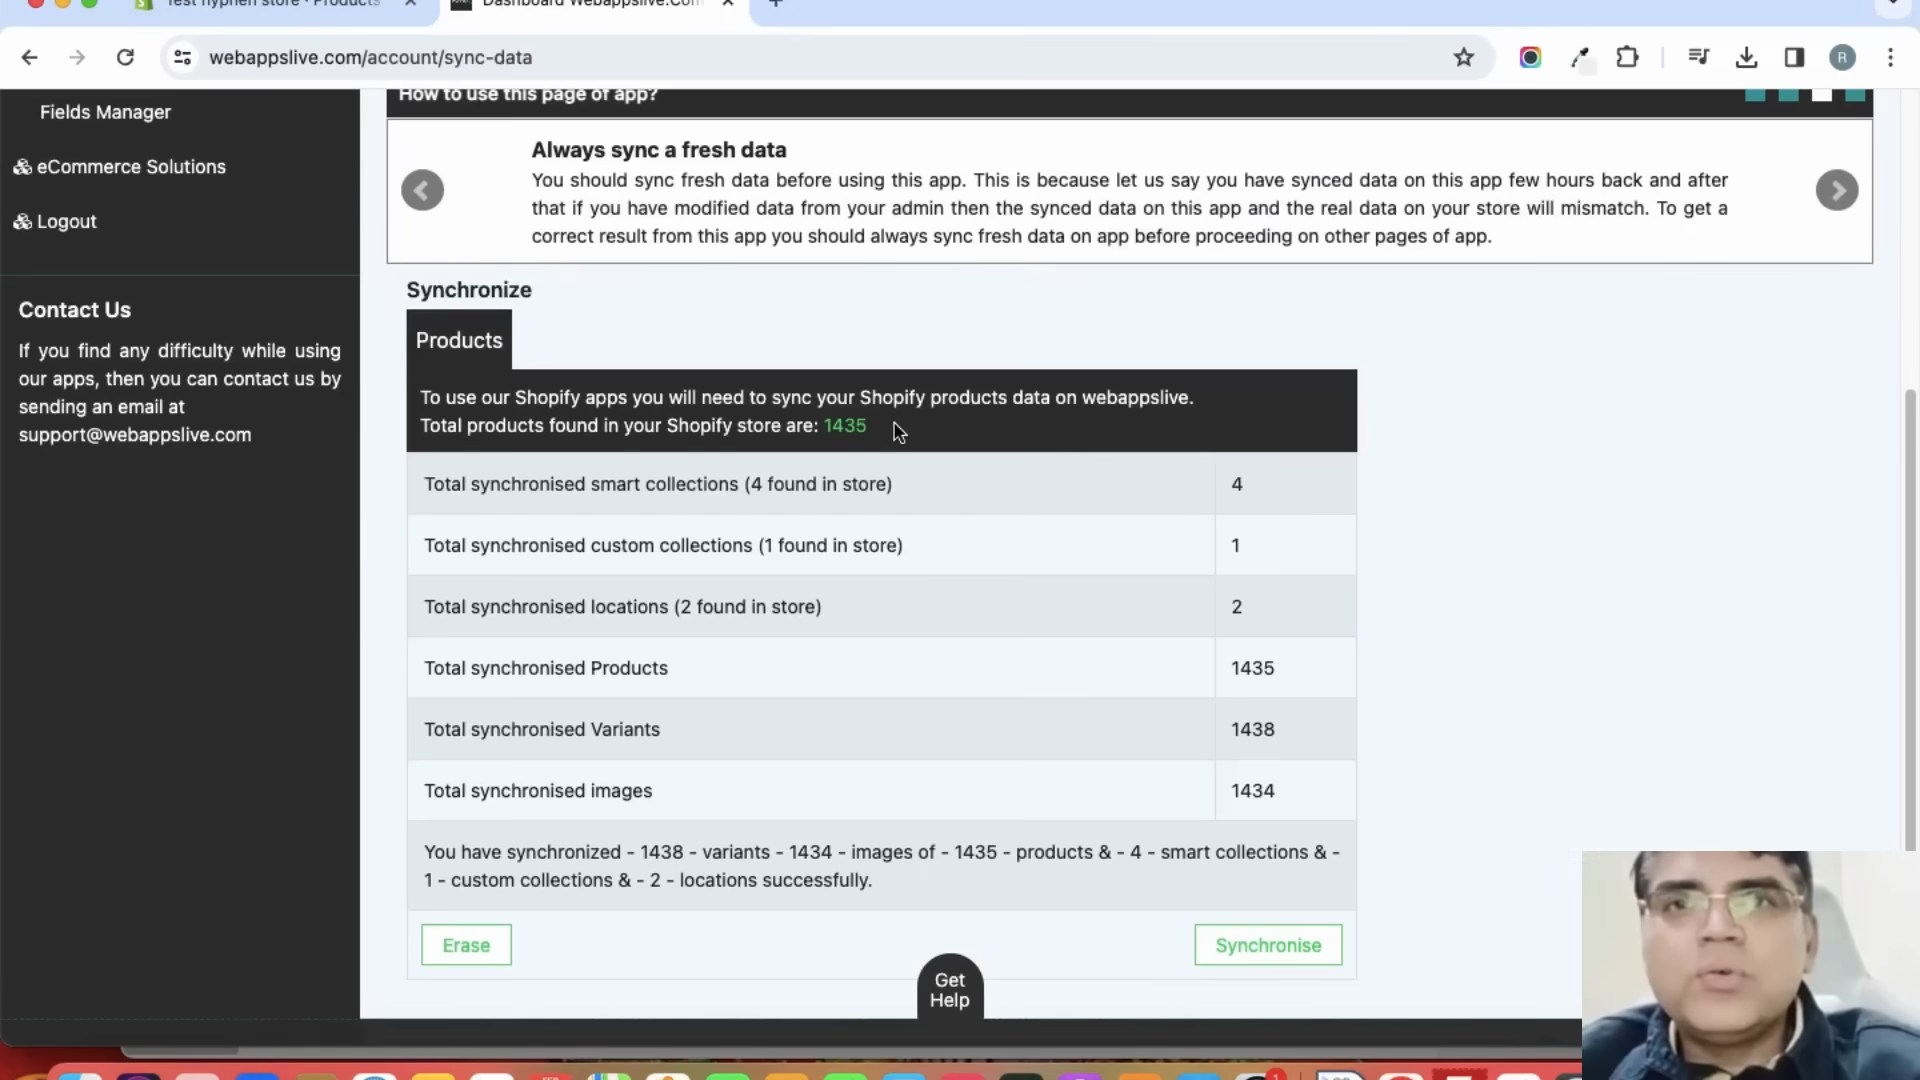 Test hyphen store · Products
Dashboard Webappslive.Com
webappslive.com/account/sync-data
R
Fields Manager
eCommerce Solutions
Logout
Contact Us
If you find any difficulty while using
our apps, then you can contact us by
sending an email at
support@webappslive.com
How to use this page of app?
Always sync a fresh data
You should sync fresh data before using this app. This is because let us say you have synced data on this app few hours back and after
that if you have modified data from your admin then the synced data on this app and the real data on your store will mismatch. To get a
correct result from this app you should always sync fresh data on app before proceeding on other pages of app.
Synchronize
Products
To use our Shopify apps you will need to sync your Shopify products data on webappslive.
Total products found in your Shopify store are: 1435
Total synchronised smart collections (4 found in store) 4
Total synchronised custom collections (1 found in store) 1
Total synchronised locations (2 found in store) 2
Total synchronised Products 1435
Total synchronised Variants 1438
Total synchronised images 1434
You have synchronized - 1438 - variants - 1434 - images of - 1435 - products & - 4 - smart collections & -
1 - custom collections & - 2 - locations successfully.
Erase Synchronise
Get
Help